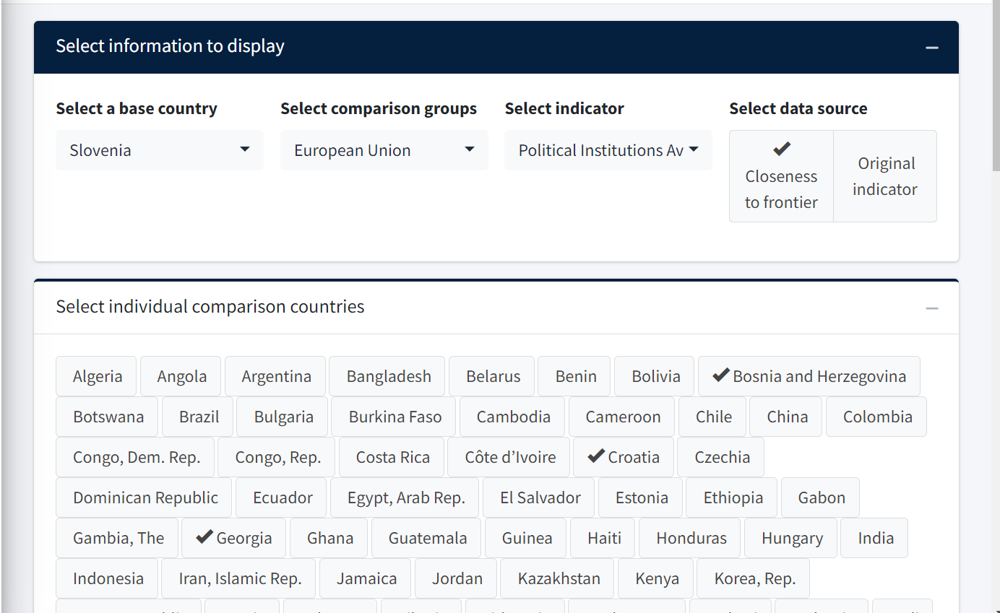 Select information to display
Select a base country Select comparison groups Select indicator Select data source
Slovenia European Union Political Institutions Av
Closeness to frontier Original indicator
Select individual comparison countries
Algeria Angola Argentina Bangladesh Belarus Benin Bolivia Bosnia and Herzegovina
Botswana Brazil Bulgaria Burkina Faso Cambodia Cameroon Chile China Colombia
Congo, Dem. Rep. Congo, Rep. Costa Rica Côte d’Ivoire Croatia Czechia
Dominican Republic Ecuador Egypt, Arab Rep. El Salvador Estonia Ethiopia Gabon
Gambia, The Georgia Ghana Guatemala Guinea Haiti Honduras Hungary India
Indonesia Iran, Islamic Rep. Jamaica Jordan Kazakhstan Kenya Korea, Rep.